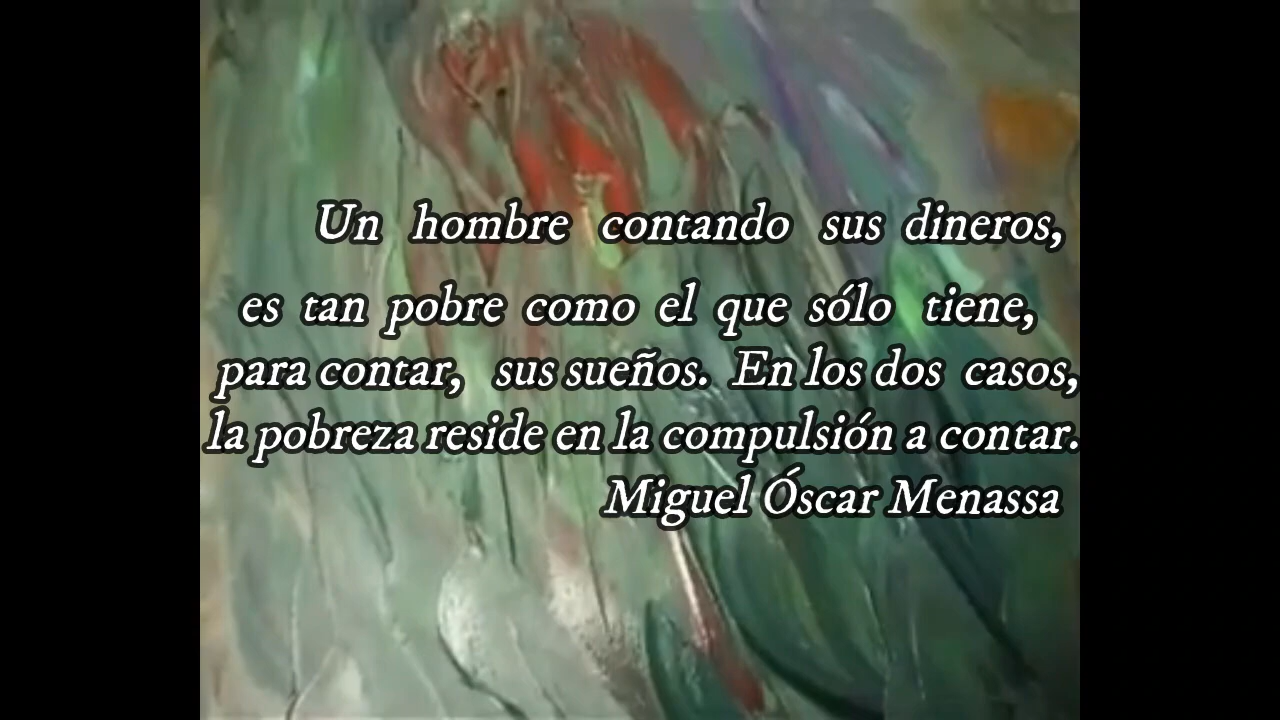 Un hombre contando sus dineros,
es tan pobre como el que sólo tiene,
para contar, sus sueños. En los dos casos,
la pobreza reside en la compulsión a contar.
Miguel Óscar Menassa